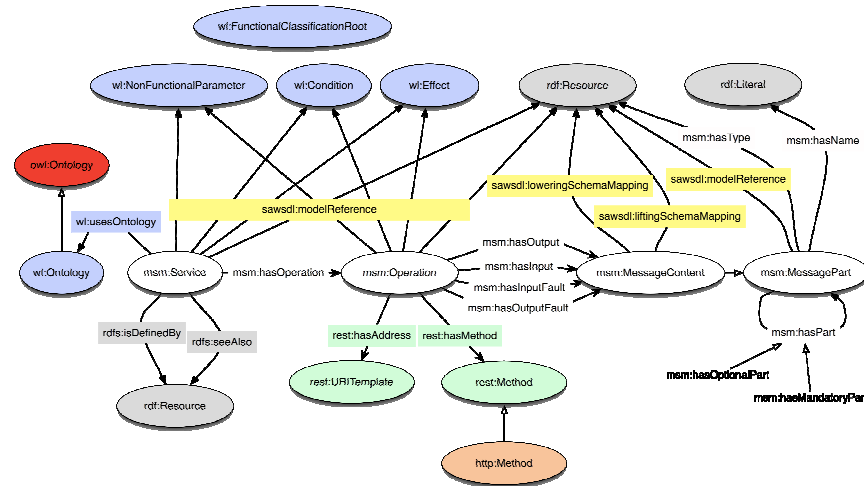 wl:FunctionalClassificationRoot
wl:NonFunctionalParameter
wl:Condition
wl:Effect
rdf:Resource
rdf:Literal
msm:hasType
msm:hasName
owl:Ontology
sawsdl:loweringSchemaMapping
sawsdl:modelReference
sawsdl:modelReference
sawsdl:liftingSchemaMapping
wl:usesOntology
msm:hasOutput
wl:Ontology
msm:Service
msm:hasOperation
msm:Operation
msm:hasInput
msm:MessageContent
msm:MessagePart
msm:hasInputFault
msm:hasOutputFault
rdfs:isDefinedBy
rdfs:seeAlso
rest:hasAddress
rest:hasMethod
msm:hasPart
msm:hasOptionalPart
rest:URITemplate
rest:Method
msm:hasMandatoryPart
rdf:Resource
http:Method